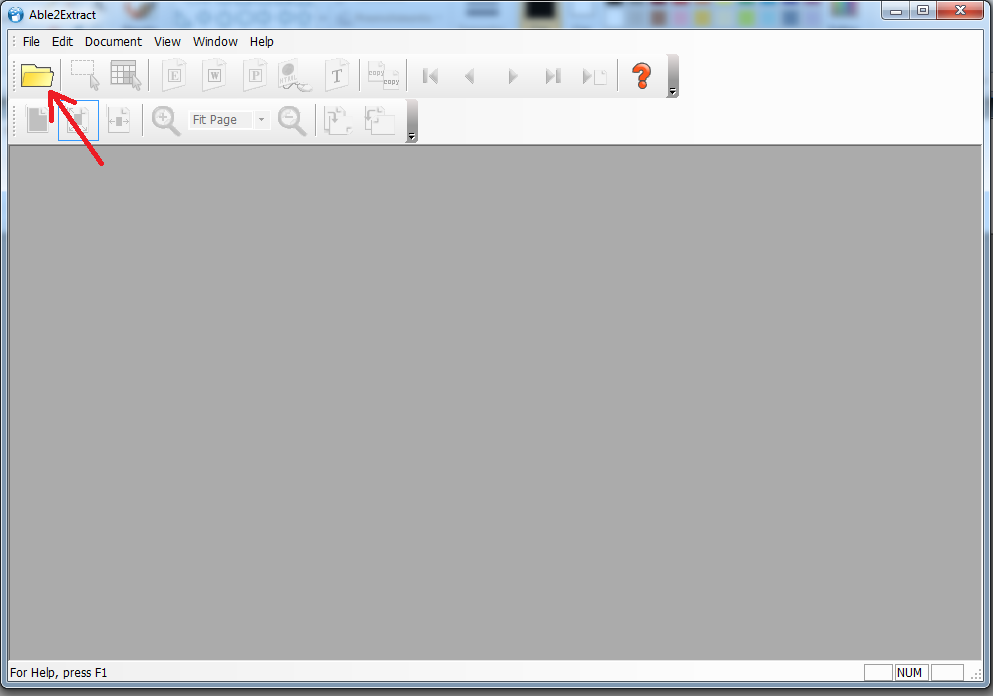 Able2Extract
File Edit Document View Window Help
E W P HTML T copy copy ?
Fit Page
For Help, press F1
NUM